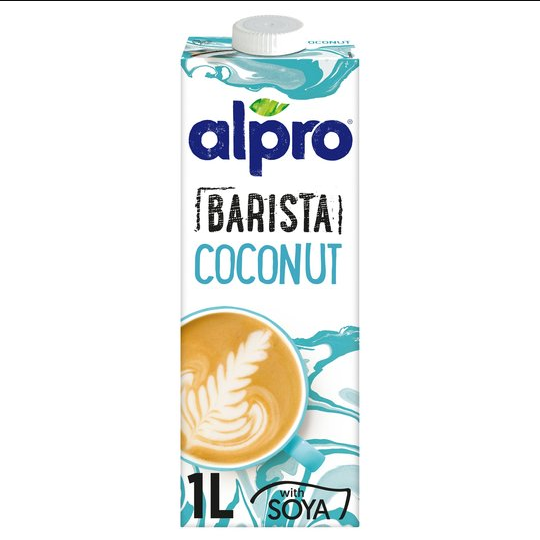 COCONUT
alpro®
BARISTA
COCONUT
1L
with
SOYA